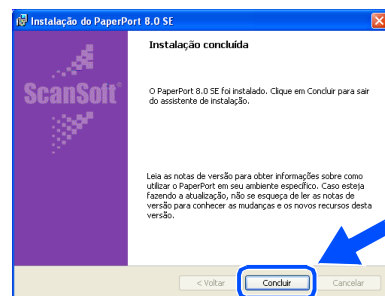 Instalação do PaperPort 8.0 SE
Instalação concluída
ScanSoft®
O PaperPort 8.0 SE foi instalado. Clique em Concluir para sair
do assistente de instalação.
Leia as notas de versão para obter informações sobre como
utilizar o PaperPort em seu ambiente específico. Caso esteja
fazendo a atualização, não se esqueça de ler as notas de
versão para conhecer as mudanças e os novos recursos desta
versão.
< Voltar Concluir Cancelar